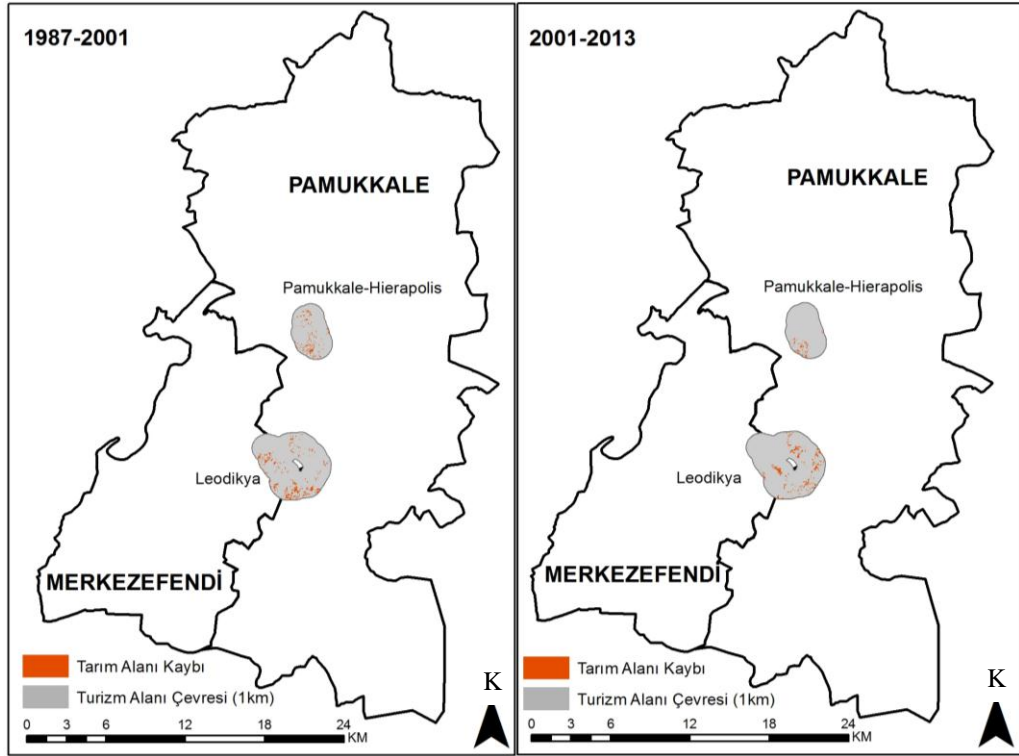 1987-2001
PAMUKKALE
Pamukkale-Hierapolis
Leodikya
MERKEZEFENDİ
Tarım Alanı Kaybı
Turizm Alanı Çevresi (1km)
K
0 3 6 12 18 24
KM
2001-2013
PAMUKKALE
Pamukkale-Hierapolis
Leodikya
MERKEZEFENDİ
Tarım Alanı Kaybı
Turizm Alanı Çevresi (1km)
K
0 3 6 12 18 24
KM